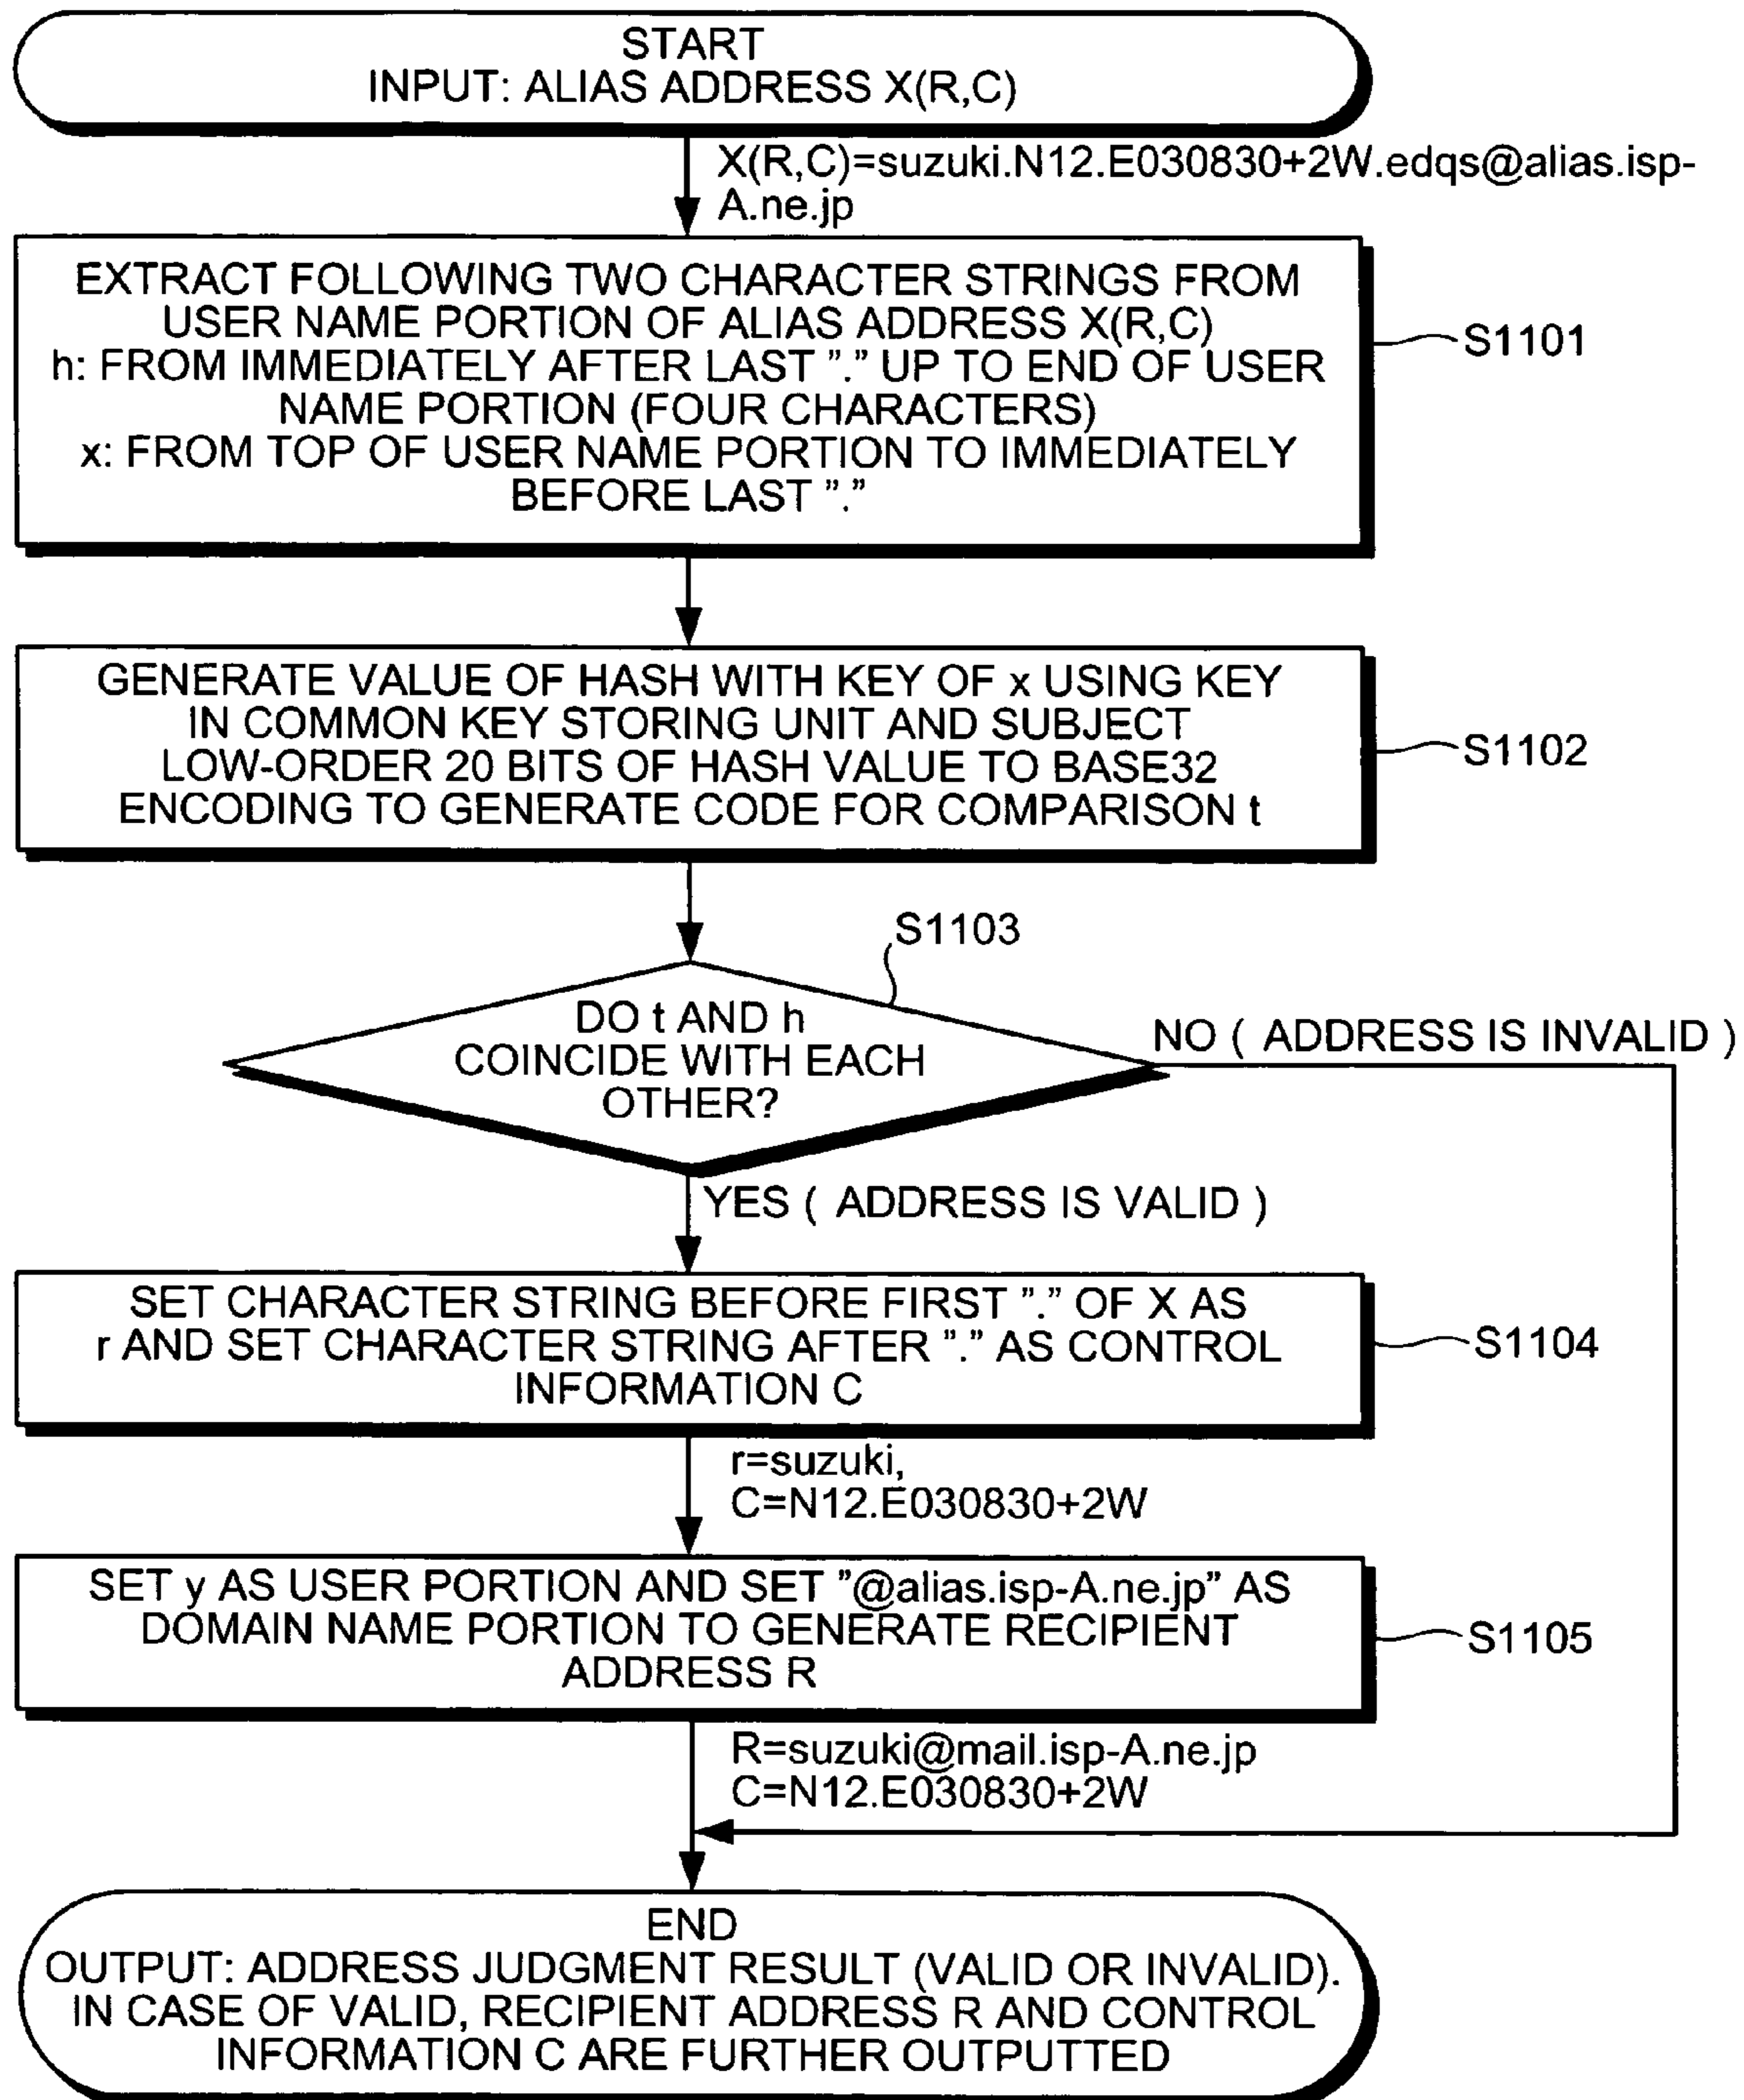 START
INPUT: ALIAS ADDRESS X(R,C)
X(R,C)=suzuki.N12.E030830+2W.edqs@alias.isp-
A.ne.jp
EXTRACT FOLLOWING TWO CHARACTER STRINGS FROM
USER NAME PORTION OF ALIAS ADDRESS X(R,C)
h: FROM IMMEDIATELY AFTER LAST "." UP TO END OF USER
NAME PORTION (FOUR CHARACTERS)
x: FROM TOP OF USER NAME PORTION TO IMMEDIATELY
BEFORE LAST "."
S1101
GENERATE VALUE OF HASH WITH KEY OF x USING KEY
IN COMMON KEY STORING UNIT AND SUBJECT
LOW-ORDER 20 BITS OF HASH VALUE TO BASE32
ENCODING TO GENERATE CODE FOR COMPARISON t
S1102
S1103
DO t AND h
COINCIDE WITH EACH
OTHER?
NO ( ADDRESS IS INVALID )
YES ( ADDRESS IS VALID )
SET CHARACTER STRING BEFORE FIRST "." OF X AS
r AND SET CHARACTER STRING AFTER "." AS CONTROL
INFORMATION C
S1104
r=suzuki,
C=N12.E030830+2W
SET y AS USER PORTION AND SET "@alias.isp-A.ne.jp" AS
DOMAIN NAME PORTION TO GENERATE RECIPIENT
ADDRESS R
S1105
R=suzuki@mail.isp-A.ne.jp
C=N12.E030830+2W
END
OUTPUT: ADDRESS JUDGMENT RESULT (VALID OR INVALID).
IN CASE OF VALID, RECIPIENT ADDRESS R AND CONTROL
INFORMATION C ARE FURTHER OUTPUTTED